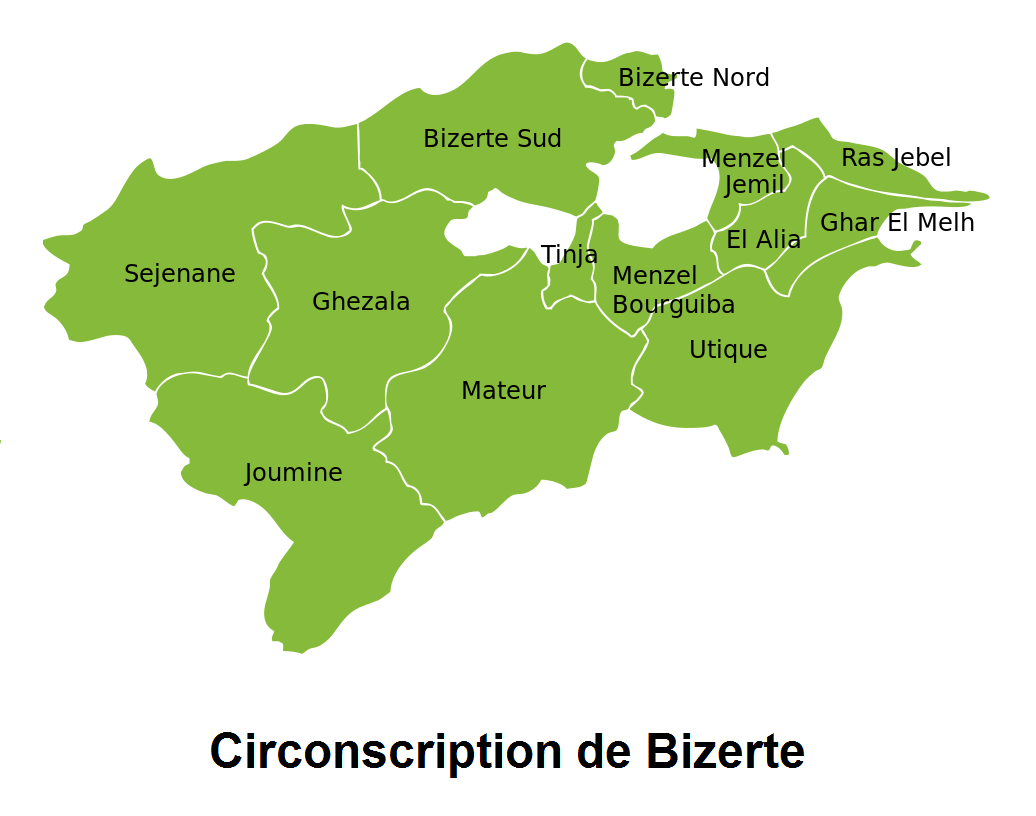 Bizerte Nord
Bizerte Sud
Menzel
Jemil
Ras Jebel
Ghar El Melh
El Alia
Tinja
Sejenane
Menzel
Bourguiba
Ghezala
Utique
Mateur
Joumine
Circonscription de Bizerte